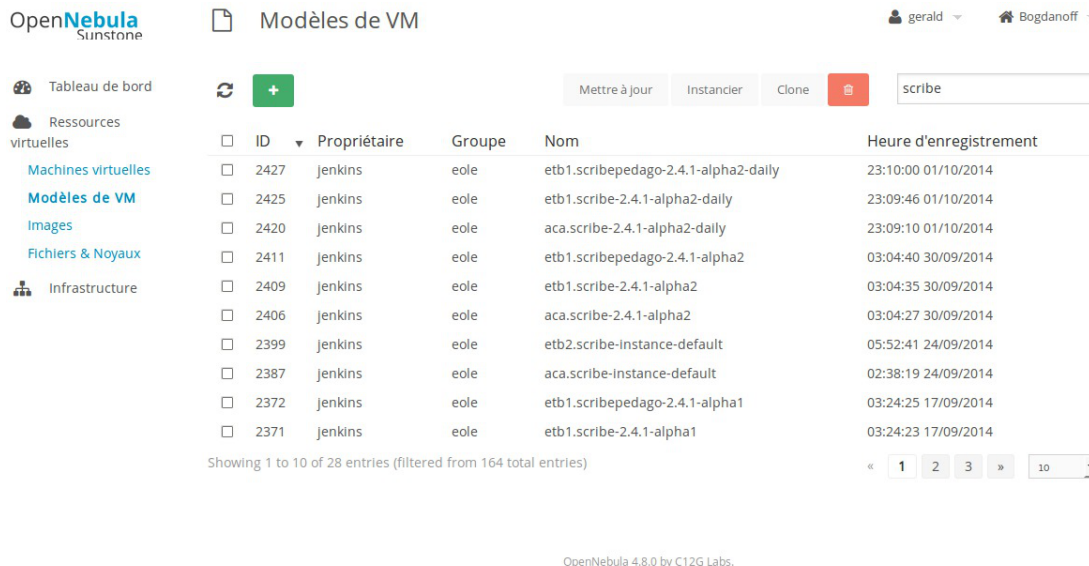 OpenNebula
Sunstone
Modèles de VM
gerald
Bogdanoff
Tableau de bord
Ressources
virtuelles
Machines virtuelles
Modèles de VM
Images
Fichiers & Noyaux
Infrastructure
+
Mettre à jour Instancier Clone
scribe
ID Propriétaire Groupe Nom Heure d'enregistrement
2427 jenkins eole etb1.scribepedago-2.4.1-alpha2-daily 23:10:00 01/10/2014
2425 jenkins eole etb1.scribe-2.4.1-alpha2-daily 23:09:46 01/10/2014
2420 jenkins eole aca.scribe-2.4.1-alpha2-daily 23:09:10 01/10/2014
2411 jenkins eole etb1.scribepedago-2.4.1-alpha2 03:04:40 30/09/2014
2409 jenkins eole etb1.scribe-2.4.1-alpha2 03:04:35 30/09/2014
2406 jenkins eole aca.scribe-2.4.1-alpha2 03:04:27 30/09/2014
2399 jenkins eole etb2.scribe-instance-default 05:52:41 24/09/2014
2387 jenkins eole aca.scribe-instance-default 02:38:19 24/09/2014
2372 jenkins eole etb1.scribepedago-2.4.1-alpha1 03:24:25 17/09/2014
2371 jenkins eole etb1.scribe-2.4.1-alpha1 03:24:23 17/09/2014
Showing 1 to 10 of 28 entries (filtered from 164 total entries)
« 1 2 3 » 10
OpenNebula 4.8.0 by C12G Labs.